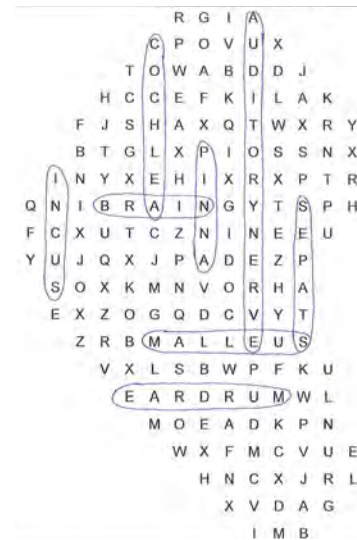 R G I A
C P O V U X
T O W A B D D J
H C C E F K I L A K
F J S H A X Q T W X R Y
B T G L X P I O S S N X
I N Y X E H I X R X P T R
Q N I B R A I N G Y T S P H
F C X U T C Z N I N E E U
Y U J Q X J P A D E Z P
S O X K M N V O R H A
E X Z O G Q D C V Y T
Z R B M A L L E U S
V X L S B W P F K U
E A R D R U M W L
M O E A D K P N
W X F M C V U E
H N C X J R L
X V D A G
I M B